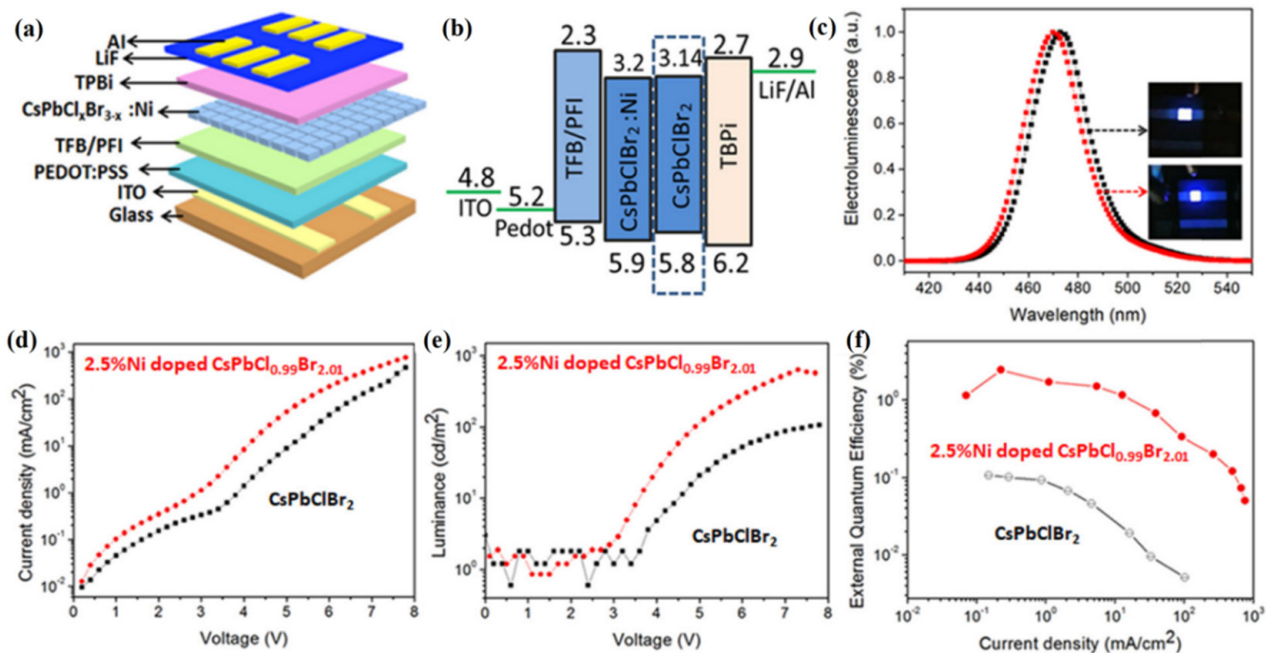 (a)
Al
LiF
TPBi
CsPbClxBr3-x :Ni
TFB/PFI
PEDOT:PSS
ITO
Glass
(b)
2.3
3.2
3.14
2.7
2.9
LiF/Al
TFB/PFI
CsPbClBr2 :Ni
CsPbClBr2
TBPi
4.8
ITO
5.2
Pedot
5.3
5.9
5.8
6.2
(c)
Electroluminescence (a.u.)
1.0
0.8
0.6
0.4
0.2
0.0
420 440 460 480 500 520 540
Wavelength (nm)
(d)
Current density (mA/cm2)
10^3
10^2
10^1
10^0
10^-1
10^-2
2.5%Ni doped CsPbCl0.99Br2.01
CsPbClBr2
0 1 2 3 4 5 6 7 8
Voltage (V)
(e)
Luminance (cd/m2)
10^3
10^2
10^1
10^0
2.5%Ni doped CsPbCl0.99Br2.01
CsPbClBr2
0 1 2 3 4 5 6 7 8
Voltage (V)
(f)
External Quantum Efficiency (%)
10^0
10^-1
10^-2
2.5%Ni doped CsPbCl0.99Br2.01
CsPbClBr2
10^-2 10^-1 10^0 10^1 10^2 10^3
Current density (mA/cm2)